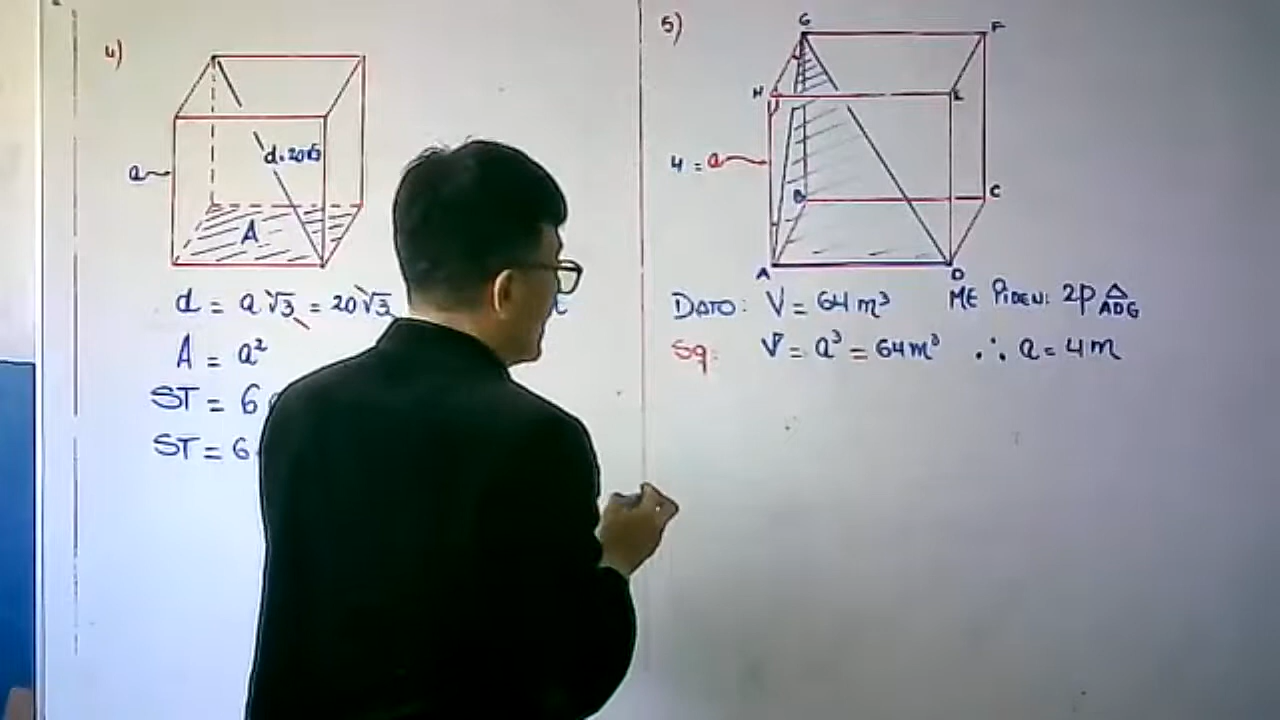 4)
a
d = 20√3
A
d = a√3 = 20√3
A = a²
ST = 6
ST = 6
5)
G F
H E
4 = a
B C
A D
DATO: V = 64 m³ ME PIDEN: 2p △ ADG
Sq: V = a³ = 64 m³ ∴ a = 4 m